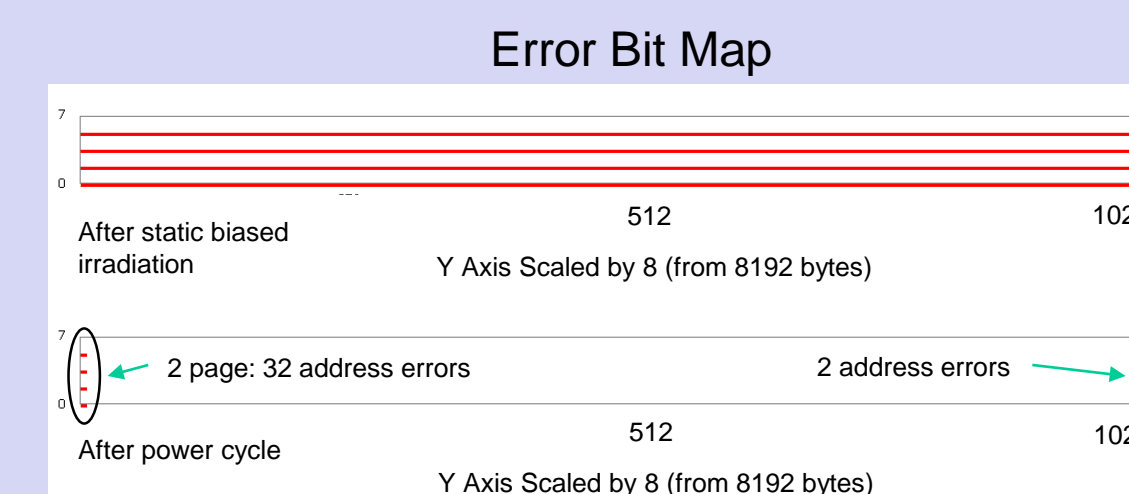 Error Bit Map
7
0
512
102
After static biased
irradiation
Y Axis Scaled by 8 (from 8192 bytes)
7
2 page: 32 address errors
2 address errors
0
512
102
After power cycle
Y Axis Scaled by 8 (from 8192 bytes)